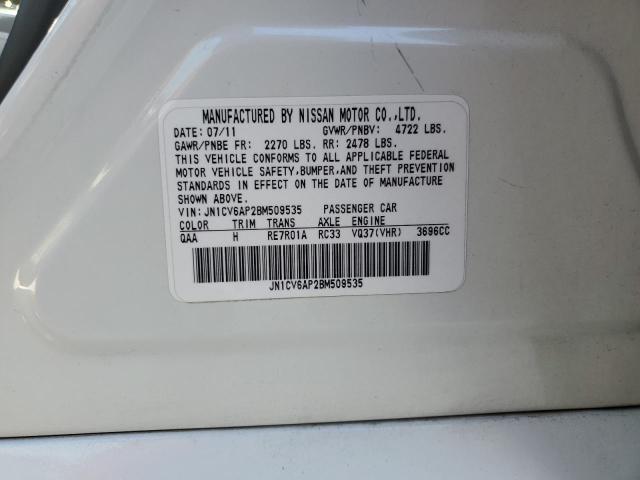 MANUFACTURED BY NISSAN MOTOR CO.,LTD.
DATE: 07/11 GVWR/PNBV: 4722 LBS.
GAWR/PNBE FR: 2270 LBS. RR: 2478 LBS.
THIS VEHICLE CONFORMS TO ALL APPLICABLE FEDERAL
MOTOR VEHICLE SAFETY,BUMPER,AND THEFT PREVENTION
STANDARDS IN EFFECT ON THE DATE OF MANUFACTURE
SHOWN ABOVE.
VIN: JN1CV6AP2BM509535 PASSENGER CAR
COLOR TRIM TRANS AXLE ENGINE
QAA H RE7R01A RC33 VQ37(VHR) 3696CC
JN1CV6AP2BM509535